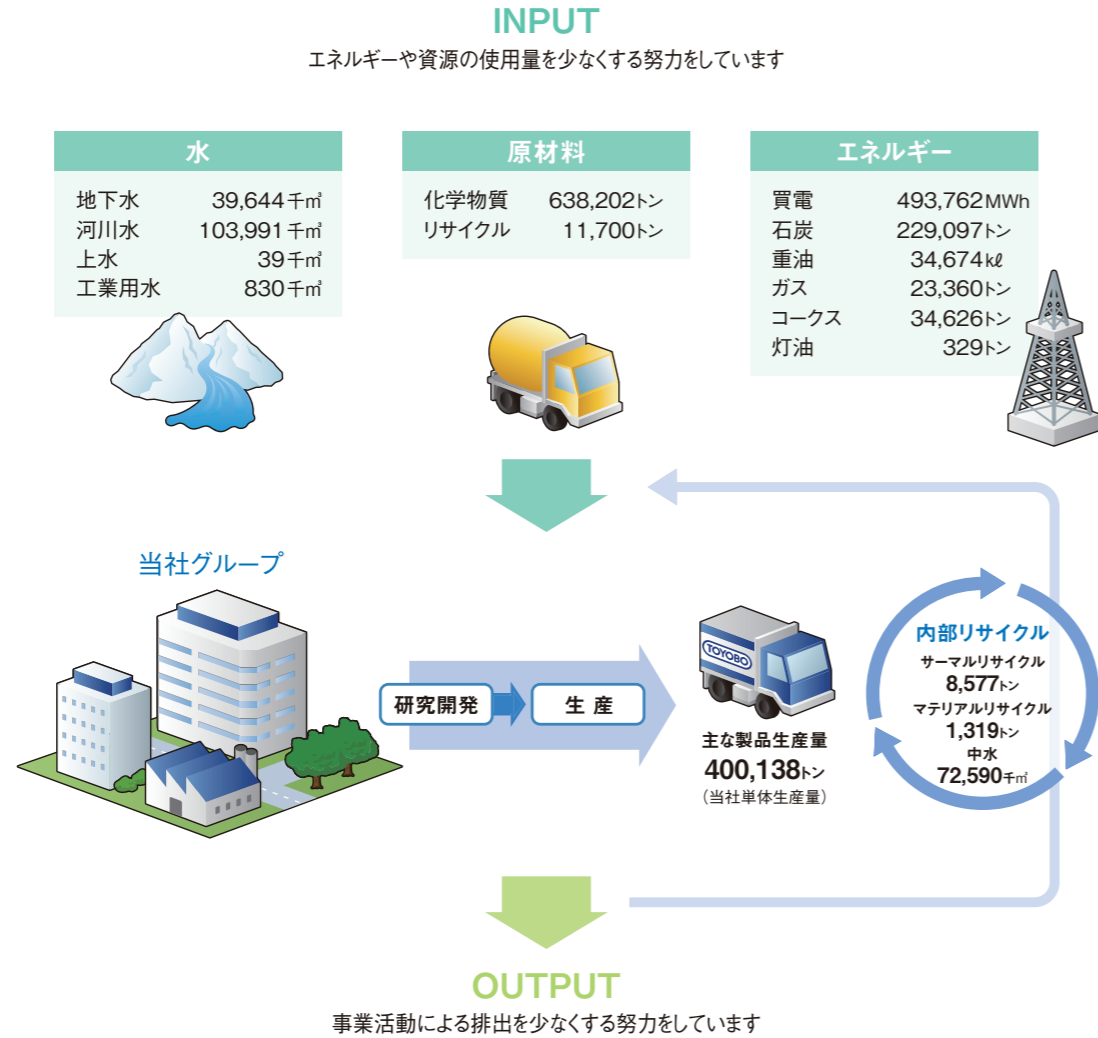 INPUT
エネルギーや資源の使用量を少なくする努力をしています
水
地下水 39,644千㎥
河川水 103,991千㎥
上水 39千㎥
工業用水 830千㎥
原材料
化学物質 638,202トン
リサイクル 11,700トン
エネルギー
買電 493,762MWh
石炭 229,097トン
重油 34,674kℓ
ガス 23,360トン
コークス 34,626トン
灯油 329トン
当社グループ
研究開発
生 産
TOYOBO
主な製品生産量
400,138トン
（当社単体生産量）
内部リサイクル
サーマルリサイクル
8,577トン
マテリアルリサイクル
1,319トン
中水
72,590千㎥
OUTPUT
事業活動による排出を少なくする努力をしています